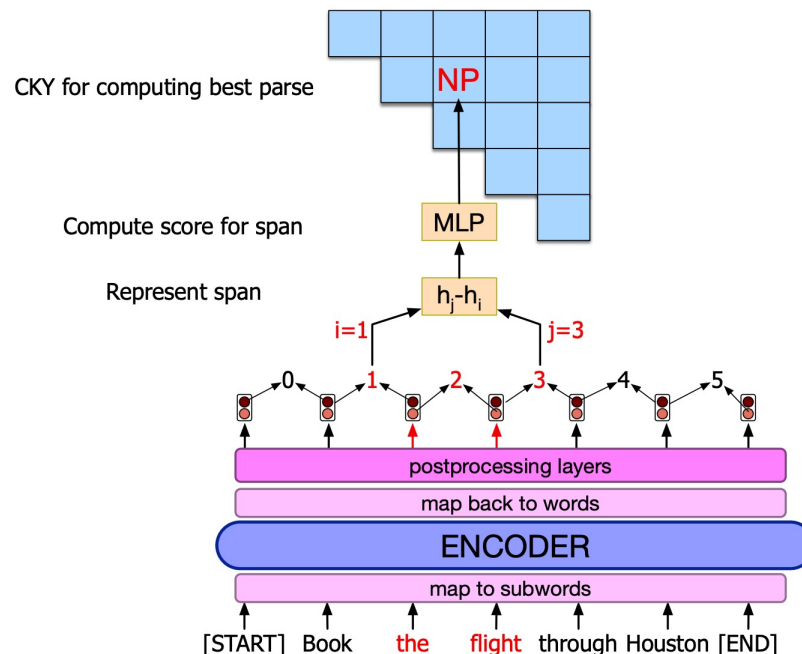 CKY for computing best parse
NP
Compute score for span
MLP
Represent span
hj-hi
i=1
j=3
0 1 2 3 4 5
postprocessing layers
map back to words
ENCODER
map to subwords
[START] Book the flight through Houston [END]